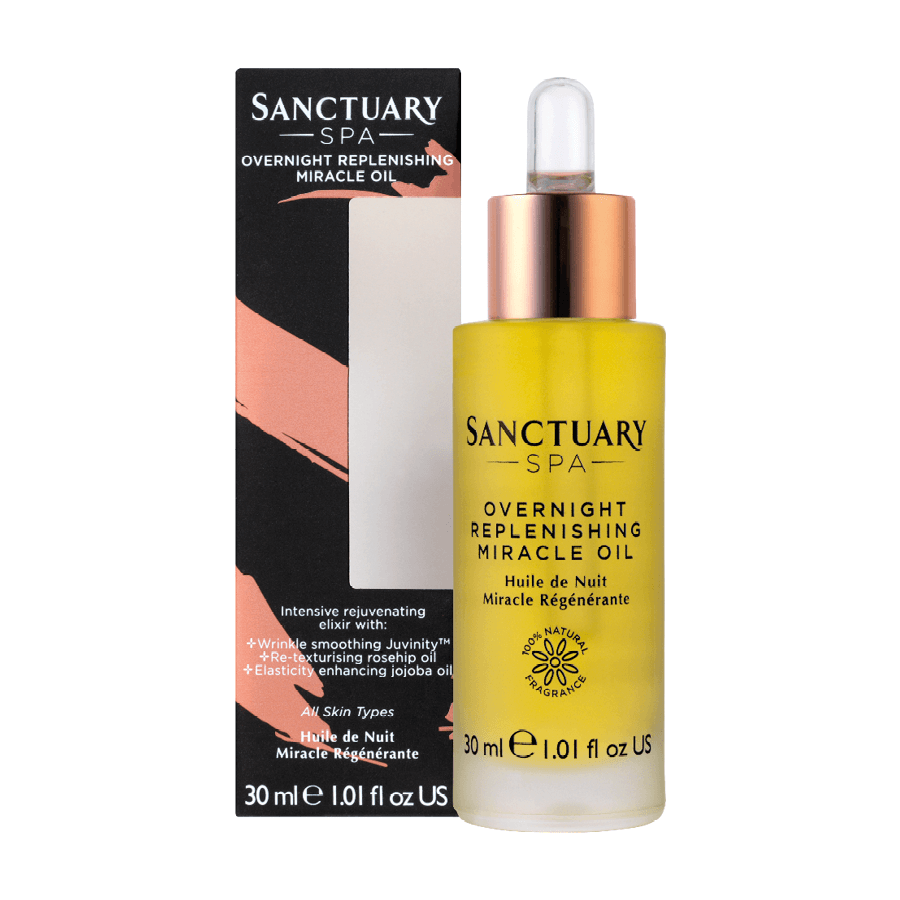 SANCTUARY
SPA
OVERNIGHT REPLENISHING
MIRACLE OIL
Intensive rejuvenating
elixir with:
✢Wrinkle smoothing Juvinity™
✢Re-texturising rosehip oil
✢Elasticity enhancing jojoba oil
All Skin Types
Huile de Nuit
Miracle Régénérante
30 ml ℮ 1.01 fl oz US
SANCTUARY
SPA
OVERNIGHT
REPLENISHING
MIRACLE OIL
Huile de Nuit
Miracle Régénérante
100% NATURAL
FRAGRANCE
30 ml ℮ 1.01 fl oz US